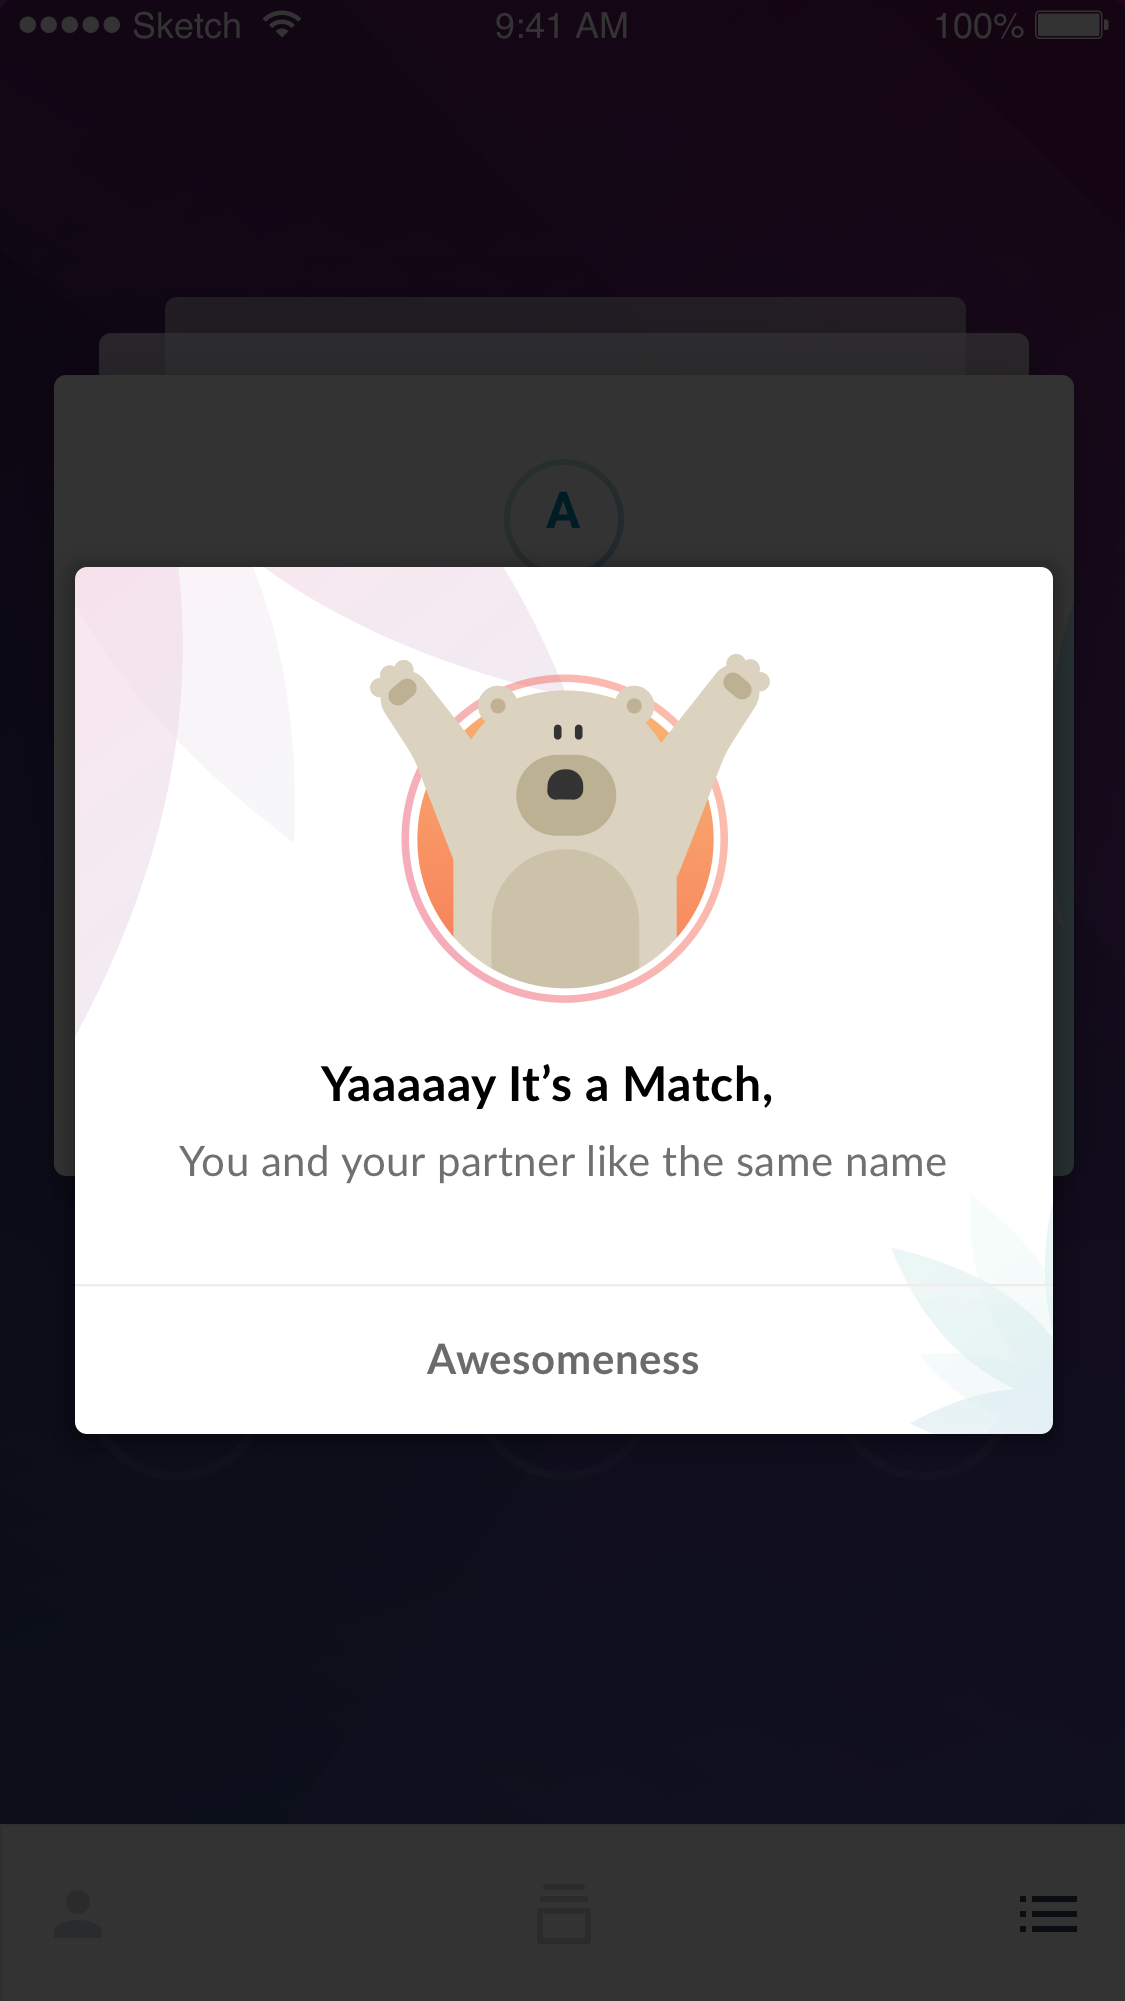 Sketch 9:41 AM 100%
A
Yaaaaay It’s a Match,
You and your partner like the same name
Awesomeness